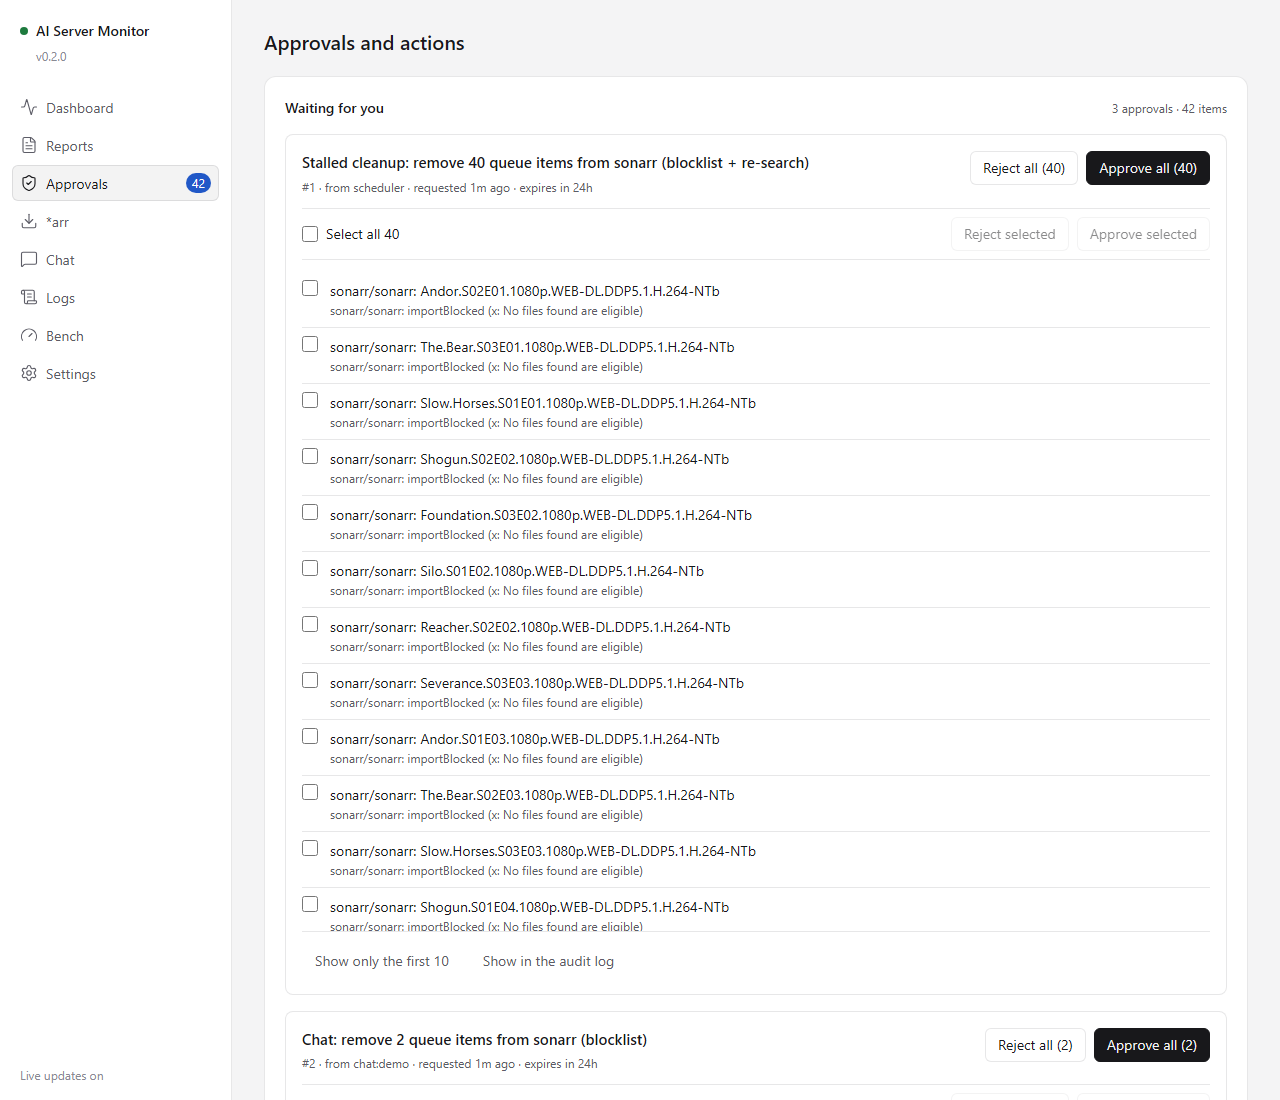 AI Server Monitor
v0.2.0
Dashboard
Reports
Approvals
42
*arr
Chat
Logs
Bench
Settings
Live updates on
Approvals and actions
Waiting for you
3 approvals · 42 items
Stalled cleanup: remove 40 queue items from sonarr (blocklist + re-search)
#1 · from scheduler · requested 1m ago · expires in 24h
Reject all (40)
Approve all (40)
Select all 40
Reject selected
Approve selected
sonarr/sonarr: Andor.S02E01.1080p.WEB-DL.DDP5.1.H.264-NTb
sonarr/sonarr: importBlocked (x: No files found are eligible)
sonarr/sonarr: The.Bear.S03E01.1080p.WEB-DL.DDP5.1.H.264-NTb
sonarr/sonarr: importBlocked (x: No files found are eligible)
sonarr/sonarr: Slow.Horses.S01E01.1080p.WEB-DL.DDP5.1.H.264-NTb
sonarr/sonarr: importBlocked (x: No files found are eligible)
sonarr/sonarr: Shogun.S02E02.1080p.WEB-DL.DDP5.1.H.264-NTb
sonarr/sonarr: importBlocked (x: No files found are eligible)
sonarr/sonarr: Foundation.S03E02.1080p.WEB-DL.DDP5.1.H.264-NTb
sonarr/sonarr: importBlocked (x: No files found are eligible)
sonarr/sonarr: Silo.S01E02.1080p.WEB-DL.DDP5.1.H.264-NTb
sonarr/sonarr: importBlocked (x: No files found are eligible)
sonarr/sonarr: Reacher.S02E02.1080p.WEB-DL.DDP5.1.H.264-NTb
sonarr/sonarr: importBlocked (x: No files found are eligible)
sonarr/sonarr: Severance.S03E03.1080p.WEB-DL.DDP5.1.H.264-NTb
sonarr/sonarr: importBlocked (x: No files found are eligible)
sonarr/sonarr: Andor.S01E03.1080p.WEB-DL.DDP5.1.H.264-NTb
sonarr/sonarr: importBlocked (x: No files found are eligible)
sonarr/sonarr: The.Bear.S02E03.1080p.WEB-DL.DDP5.1.H.264-NTb
sonarr/sonarr: importBlocked (x: No files found are eligible)
sonarr/sonarr: Slow.Horses.S03E03.1080p.WEB-DL.DDP5.1.H.264-NTb
sonarr/sonarr: importBlocked (x: No files found are eligible)
sonarr/sonarr: Shogun.S01E04.1080p.WEB-DL.DDP5.1.H.264-NTb
sonarr/sonarr: importBlocked (x: No files found are eligible)
Show only the first 10
Show in the audit log
Chat: remove 2 queue items from sonarr (blocklist)
#2 · from chat:demo · requested 1m ago · expires in 24h
Reject all (2)
Approve all (2)